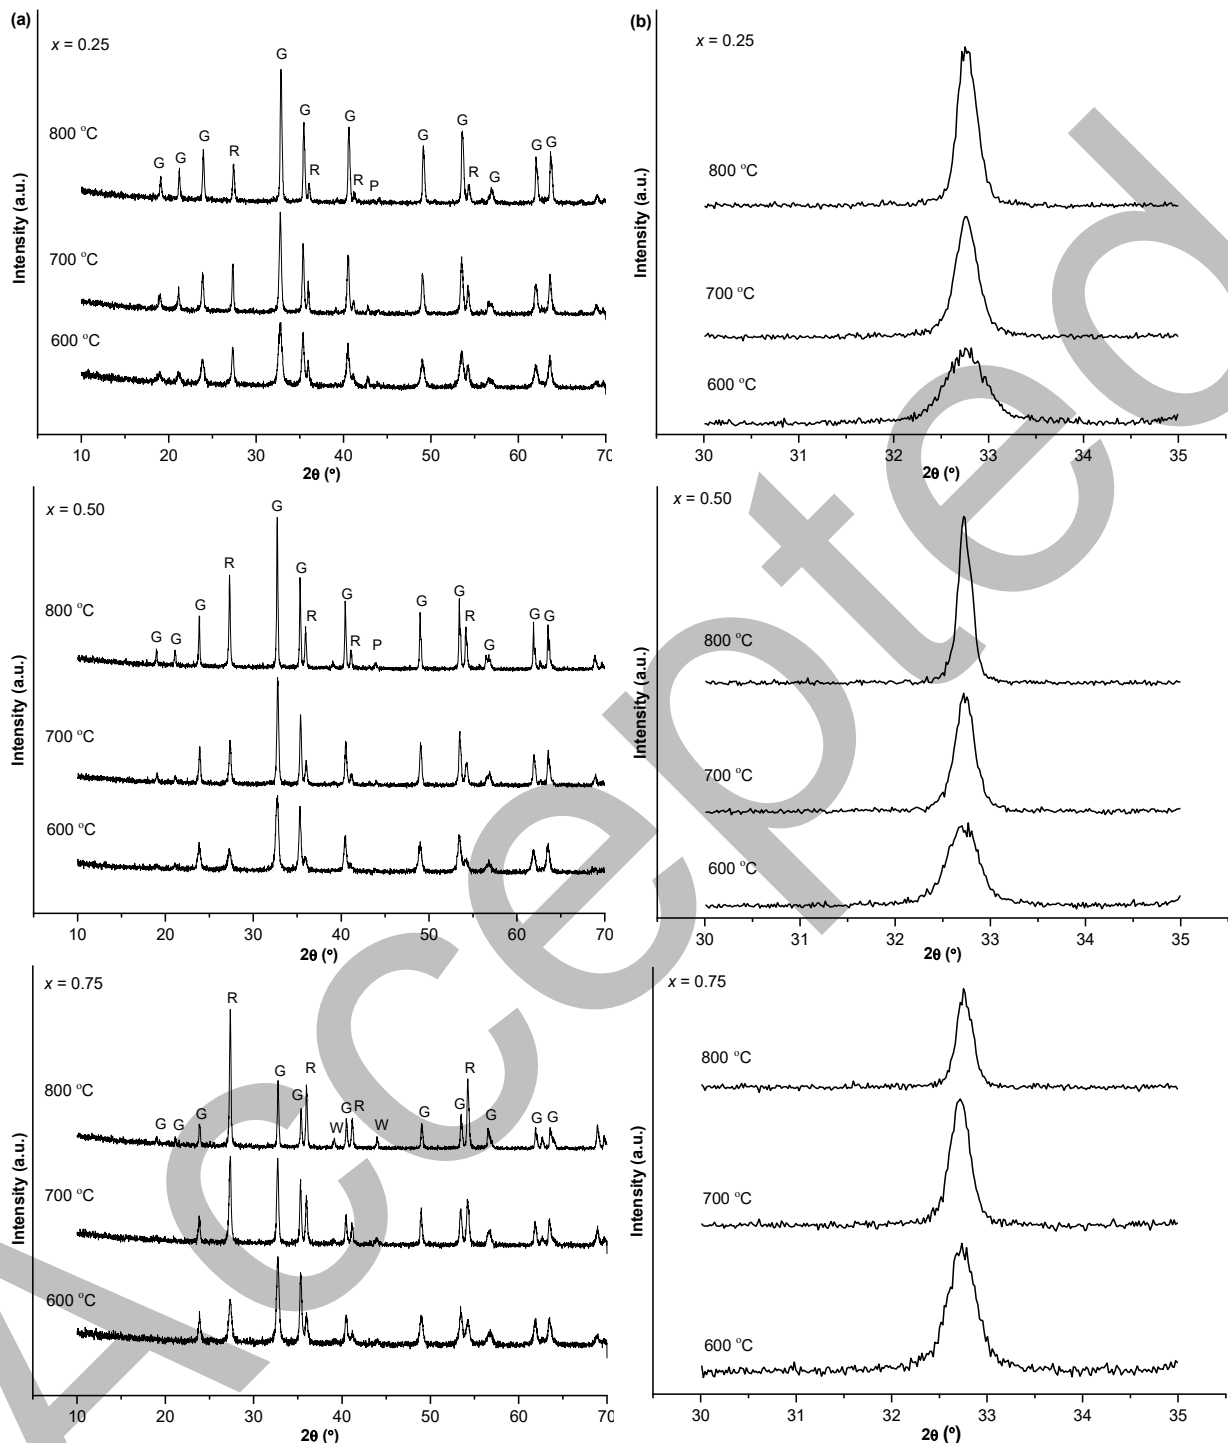 (a)
x = 0.25
G
G
G
800 °C
G
G
G
G
G
R
G
G
R
R
R
P
G
700 °C
600 °C
Intensity (a.u.)
10 20 30 40 50 60 70
2θ (°)
(b)
x = 0.25
800 °C
700 °C
600 °C
Intensity (a.u.)
30 31 32 33 34 35
2θ (°)
x = 0.50
G
R
G
800 °C
G
G
G
G
G
G
R
R
G
G
R
P
G
700 °C
600 °C
Intensity (a.u.)
10 20 30 40 50 60 70
2θ (°)
x = 0.50
800 °C
700 °C
600 °C
Intensity (a.u.)
30 31 32 33 34 35
2θ (°)
x = 0.75
R
G
R
R
800 °C
G
G G
G
G
R
W
W
G
G
G
G G
700 °C
600 °C
Intensity (a.u.)
10 20 30 40 50 60 70
2θ (°)
x = 0.75
800 °C
700 °C
600 °C
Intensity (a.u.)
30 31 32 33 34 35
2θ (°)
Accepted